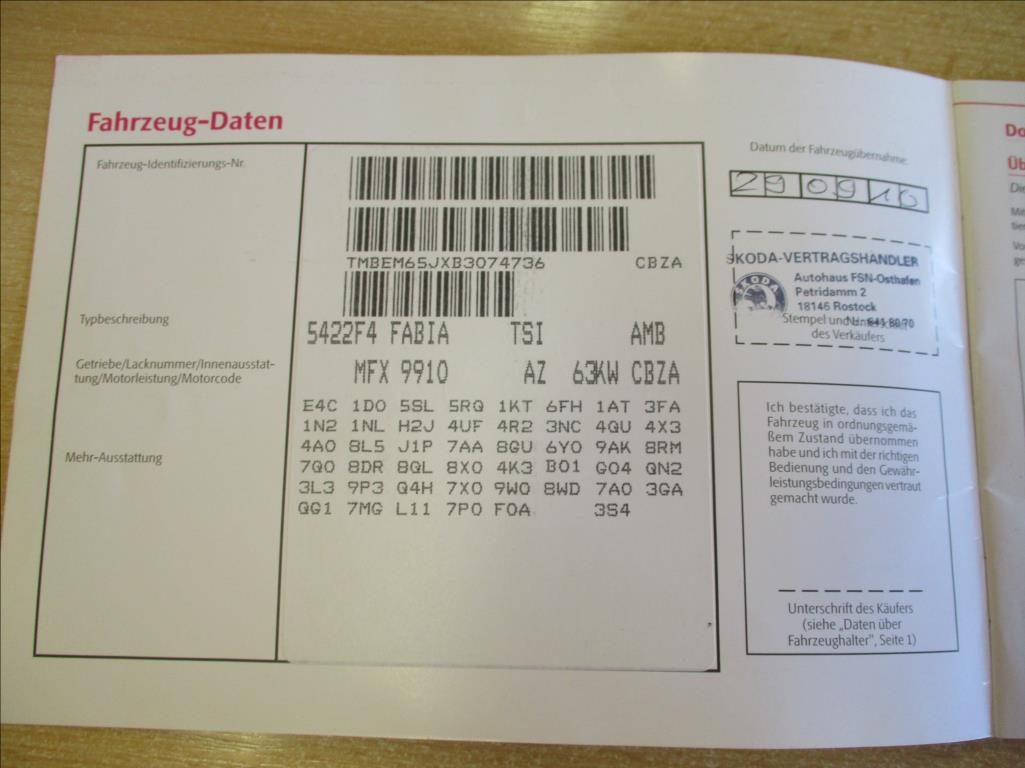 Fahrzeug-Daten
Fahrzeug-Identifizierungs-Nr.
TMBEM65JXB3074736 CBZA
Typbeschreibung
5422F4 FABIA TSI AMB
Getriebe/Lacknummer/Innenausstat-
tung/Motorleistung/Motorcode
MFX 9910 AZ 63KW CBZA
Mehr-Ausstattung
E4C 1D0 5SL 5RQ 1KT 6FH 1AT 3FA
1N2 1NL H2J 4UF 4R2 3NC 4QU 4X3
4A0 8L5 J1P 7AA 8GU 6Y0 9AK 8RM
7Q0 8DR 8QL 8X0 4K3 B01 G04 QN2
3L3 9P3 Q4H 7X0 9W0 8WD 7A0 3GA
QG1 7MG L11 7P0 F0A 3S4
Datum der Fahrzeugübernahme:
29 09 10
ŠKODA-VERTRAGSHÄNDLER
ŠKODA
Autohaus FSN-Osthafen
Petridamm 2
18146 Rostock
Stempel und
des Verkäufers
Ich bestätigte, dass ich das
Fahrzeug in ordnungsgemä-
ßem Zustand übernommen
habe und ich mit der richtigen
Bedienung und den Gewähr-
leistungsbedingungen vertraut
gemacht wurde.
Unterschrift des Käufers
(siehe „Daten über
Fahrzeughalter", Seite 1)